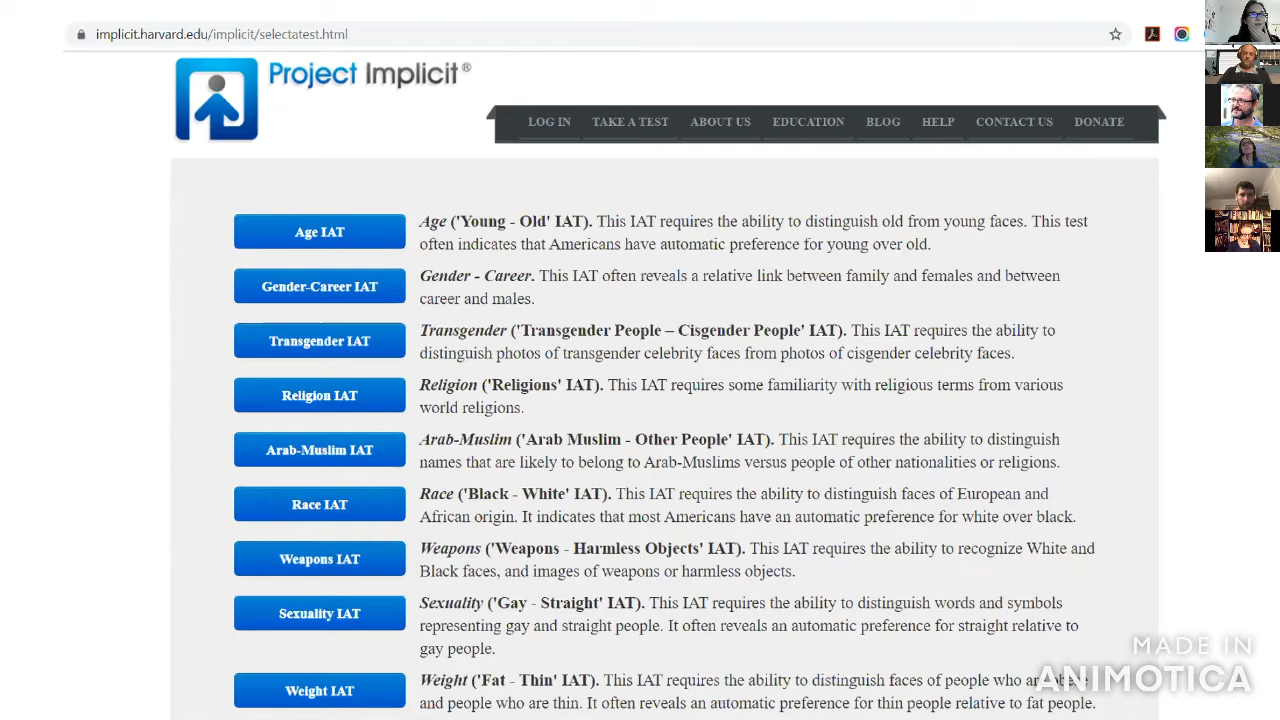 implicit.harvard.edu/implicit/selectatest.html
Project Implicit®
LOG IN TAKE A TEST ABOUT US EDUCATION BLOG HELP CONTACT US DONATE
Age IAT
Age ('Young - Old' IAT). This IAT requires the ability to distinguish old from young faces. This test
often indicates that Americans have automatic preference for young over old.
Gender-Career IAT
Gender - Career. This IAT often reveals a relative link between family and females and between
career and males.
Transgender IAT
Transgender ('Transgender People – Cisgender People' IAT). This IAT requires the ability to
distinguish photos of transgender celebrity faces from photos of cisgender celebrity faces.
Religion IAT
Religion ('Religions' IAT). This IAT requires some familiarity with religious terms from various
world religions.
Arab-Muslim IAT
Arab-Muslim ('Arab Muslim - Other People' IAT). This IAT requires the ability to distinguish
names that are likely to belong to Arab-Muslims versus people of other nationalities or religions.
Race IAT
Race ('Black - White' IAT). This IAT requires the ability to distinguish faces of European and
African origin. It indicates that most Americans have an automatic preference for white over black.
Weapons IAT
Weapons ('Weapons - Harmless Objects' IAT). This IAT requires the ability to recognize White and
Black faces, and images of weapons or harmless objects.
Sexuality IAT
Sexuality ('Gay - Straight' IAT). This IAT requires the ability to distinguish words and symbols
representing gay and straight people. It often reveals an automatic preference for straight relative to
gay people.
Weight IAT
Weight ('Fat - Thin' IAT). This IAT requires the ability to distinguish faces of people who are obese
and people who are thin. It often reveals an automatic preference for thin people relative to fat people.
MADE IN
ANIMOTICA